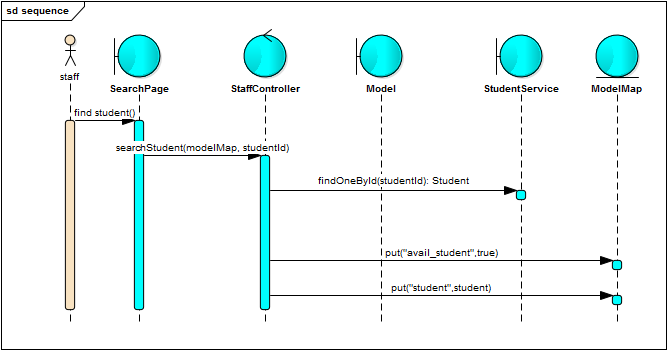 sd sequence
staff
SearchPage
StaffController
Model
StudentService
ModelMap
find student()
searchStudent(modelMap, studentId)
findOneById(studentId): Student
put("avail_student",true)
put("student",student)